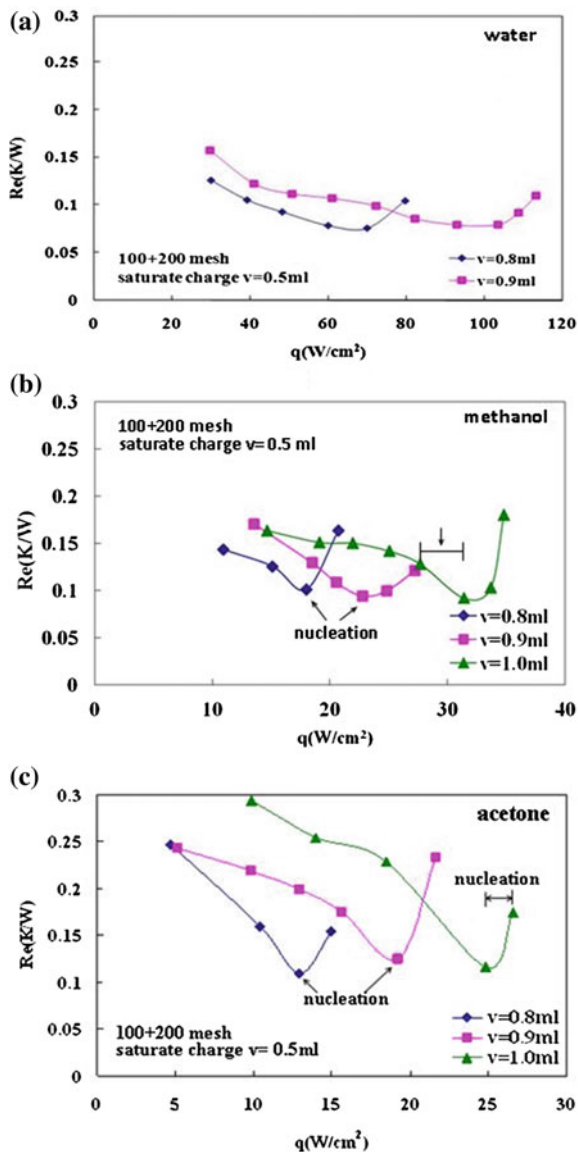 (a)
water
Re(K/W)
0.3
0.25
0.2
0.15
0.1
0.05
0
100+200 mesh
saturate charge v=0.5ml
v=0.8ml
v=0.9ml
0 20 40 60 80 100 120
q(W/cm²)
(b)
methanol
Re(K/W)
0.3
0.25
0.2
0.15
0.1
0.05
0
100+200 mesh
saturate charge v= 0.5 ml
nucleation
v=0.8ml
v=0.9ml
v=1.0ml
0 10 20 30 40
q(W/cm²)
(c)
acetone
Re(K/W)
0.3
0.25
0.2
0.15
0.1
0.05
0
nucleation
nucleation
100+200 mesh
saturate charge v= 0.5ml
v=0.8ml
v=0.9ml
v=1.0ml
0 5 10 15 20 25 30
q(W/cm²)